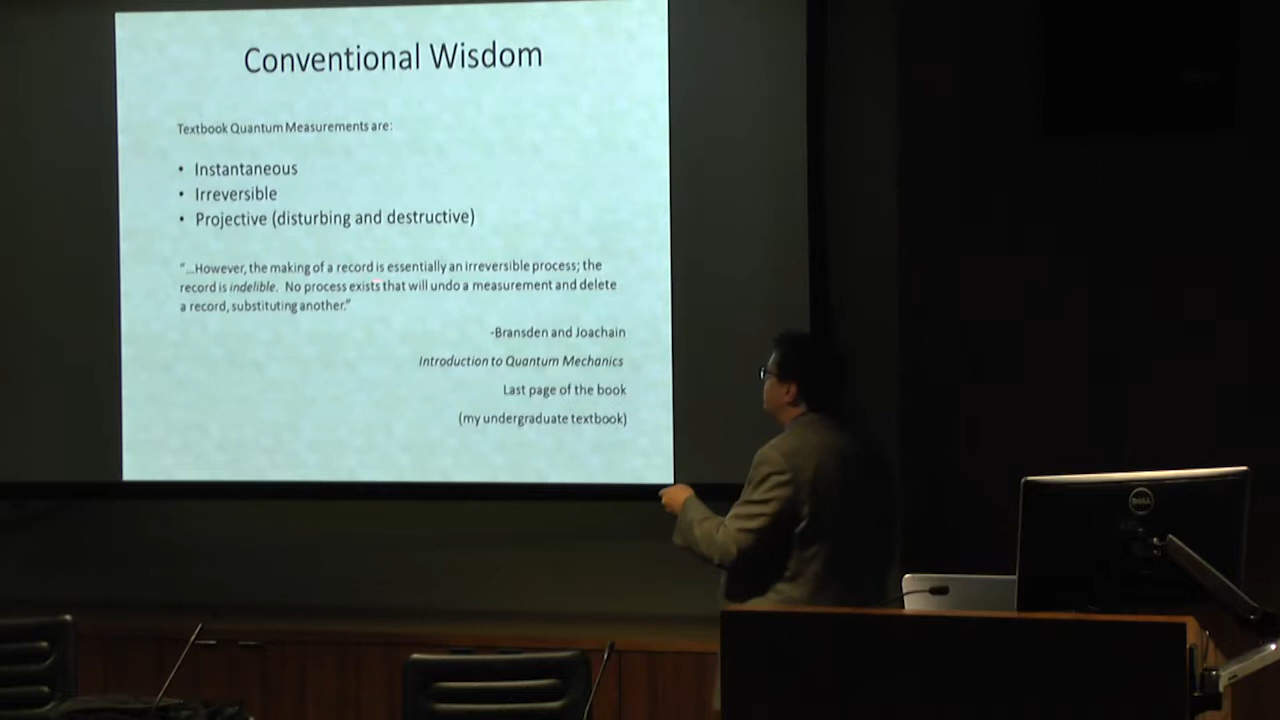 Conventional Wisdom
Textbook Quantum Measurements are:
• Instantaneous
• Irreversible
• Projective (disturbing and destructive)
"...However, the making of a record is essentially an irreversible process; the
record is indelible. No process exists that will undo a measurement and delete
a record, substituting another."
-Bransden and Joachain
Introduction to Quantum Mechanics
Last page of the book
(my undergraduate textbook)
DELL